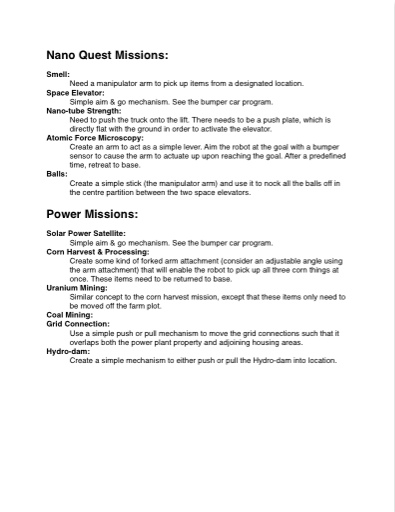 Nano Quest Missions:
Smell:
Need a manipulator arm to pick up items from a designated location.
Space Elevator:
Simple aim & go mechanism. See the bumper car program.
Nano-tube Strength:
Need to push the truck onto the lift. There needs to be a push plate, which is
directly flat with the ground in order to activate the elevator.
Atomic Force Microscopy:
Create an arm to act as a simple lever. Aim the robot at the goal with a bumper
sensor to cause the arm to actuate up upon reaching the goal. After a predefined
time, retreat to base.
Balls:
Create a simple stick (the manipulator arm) and use it to nock all the balls off in
the centre partition between the two space elevators.
Power Missions:
Solar Power Satellite:
Simple aim & go mechanism. See the bumper car program.
Corn Harvest & Processing:
Create some kind of forked arm attachment (consider an adjustable angle using
the arm attachment) that will enable the robot to pick up all three corn things at
once. These items need to be returned to base.
Uranium Mining:
Similar concept to the corn harvest mission, except that these items only need to
be moved off the farm plot.
Coal Mining:
Grid Connection:
Use a simple push or pull mechanism to move the grid connections such that it
overlaps both the power plant property and adjoining housing areas.
Hydro-dam:
Create a simple mechanism to either push or pull the Hydro-dam into location.